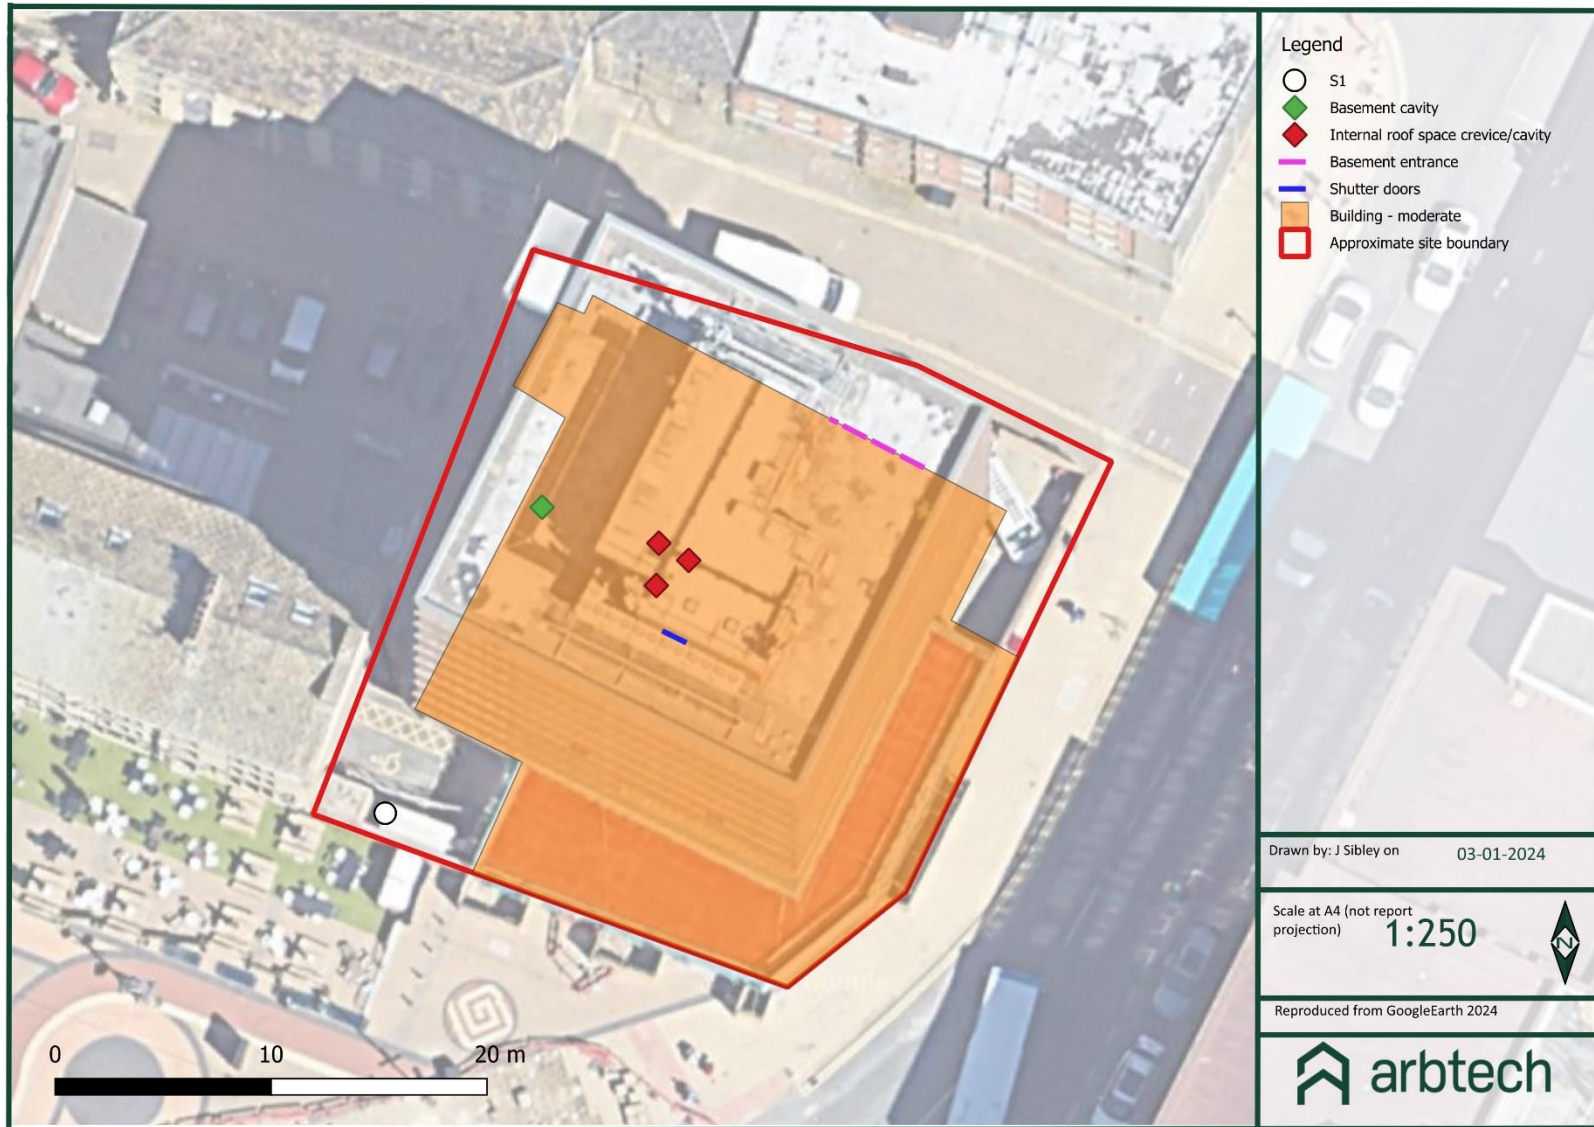 Legend
S1
Basement cavity
Internal roof space crevice/cavity
Basement entrance
Shutter doors
Building - moderate
Approximate site boundary
Drawn by: J Sibley on 03-01-2024
Scale at A4 (not report
projection) 1:250
N
Reproduced from GoogleEarth 2024
arbtech
0 10 20 m